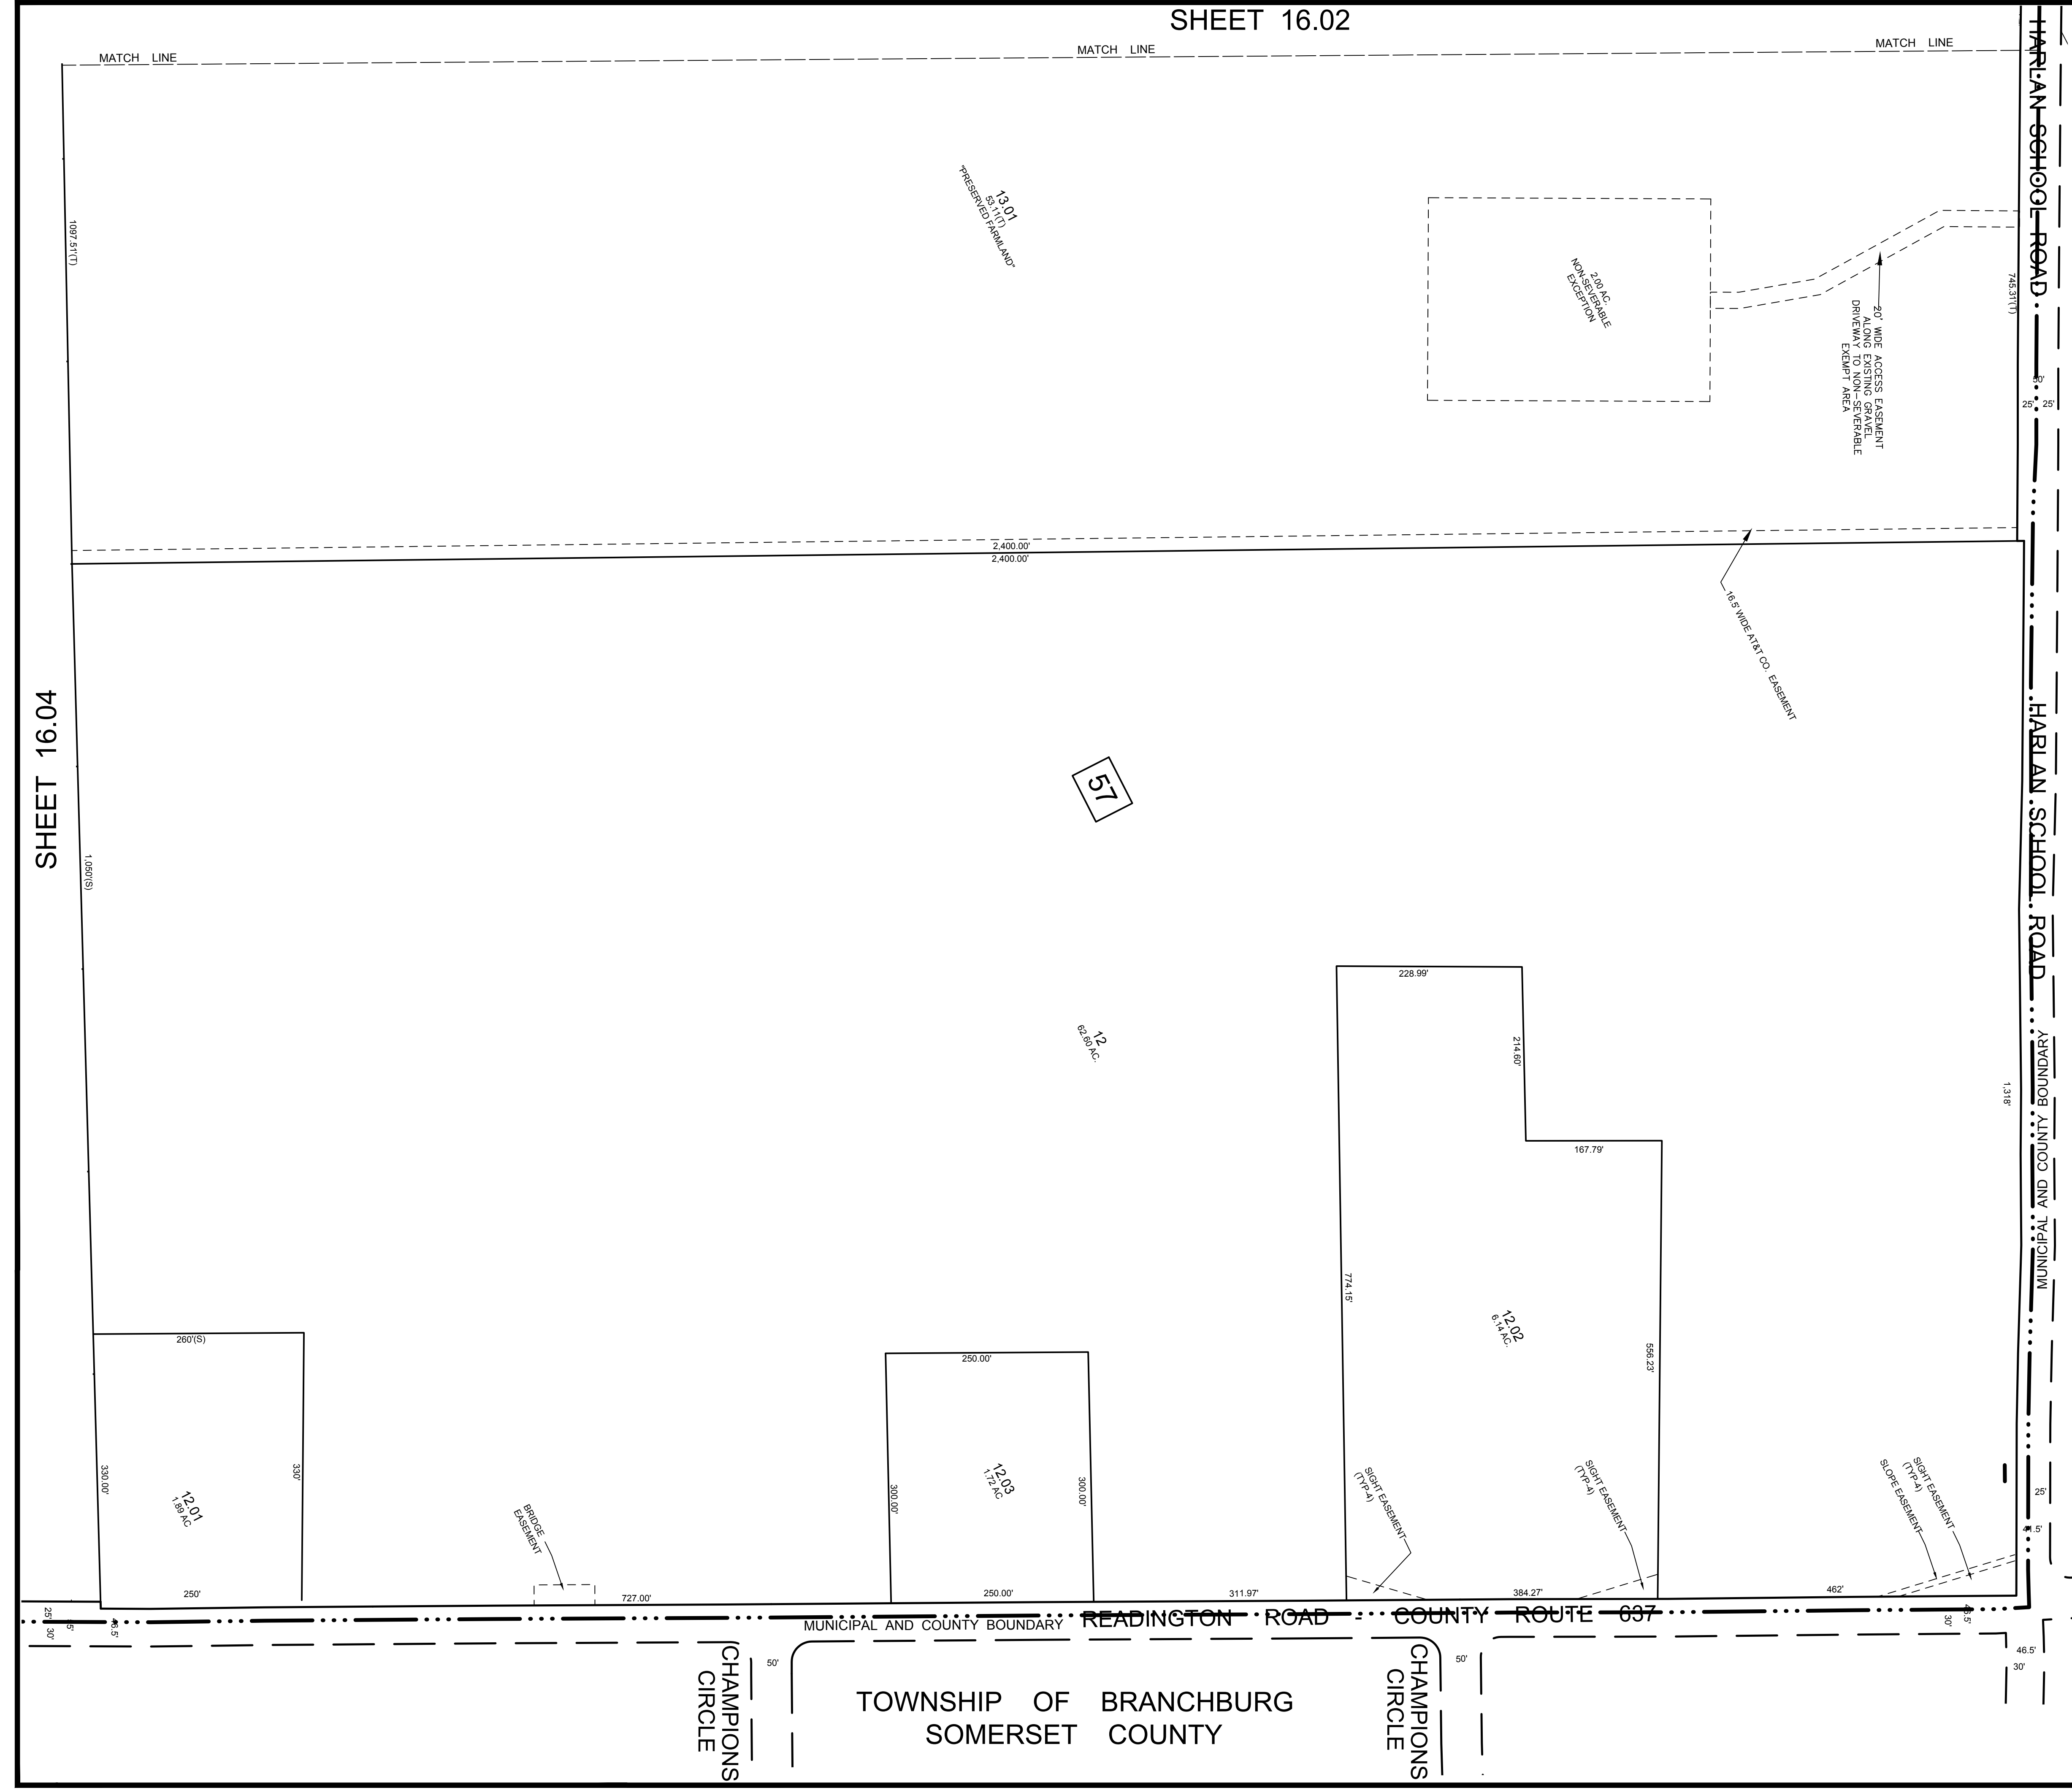 SHEET 16.02
MATCH LINE
MATCH LINE
MATCH LINE
HARLAN SCHOOL ROAD
1097.51'(T)
13.01
53.11(T)
"PRESERVED FARMLAND"
2.00 AC.
NON-SEVERABLE
EXCEPTION
20' WIDE ACCESS EASEMENT
ALONG EXISTING GRAVEL
DRIVEWAY TO NON-SEVERABLE
EXEMPT AREA
745.31'(T)
50'
25' 25'
2,400.00'
2,400.00'
16.5' WIDE AT&T CO. EASEMENT
SHEET 16.04
57
HARLAN SCHOOL ROAD
1,050'(S)
12
62.60 AC.
228.99'
214.60'
167.79'
1,318'
MUNICIPAL AND COUNTY BOUNDARY
774.15'
12.02
6.14 AC.
556.23'
260'(S)
330.00'
330'
12.01
1.89 AC
250'
BRIDGE
EASEMENT
727.00'
250.00'
300.00'
300.00'
12.03
1.72 AC
250.00'
311.97'
SIGHT EASEMENT
(TYP-4)
384.27'
SIGHT EASEMENT
(TYP-4)
SLOPE EASEMENT
SIGHT EASEMENT
(TYP-4)
462'
25'
41.5'
25'
30'
46.5'
MUNICIPAL AND COUNTY BOUNDARY
READINGTON ROAD - COUNTY ROUTE 637
30'
46.5'
46.5'
30'
CHAMPIONS
CIRCLE
50'
CHAMPIONS
CIRCLE
50'
TOWNSHIP OF BRANCHBURG
SOMERSET COUNTY